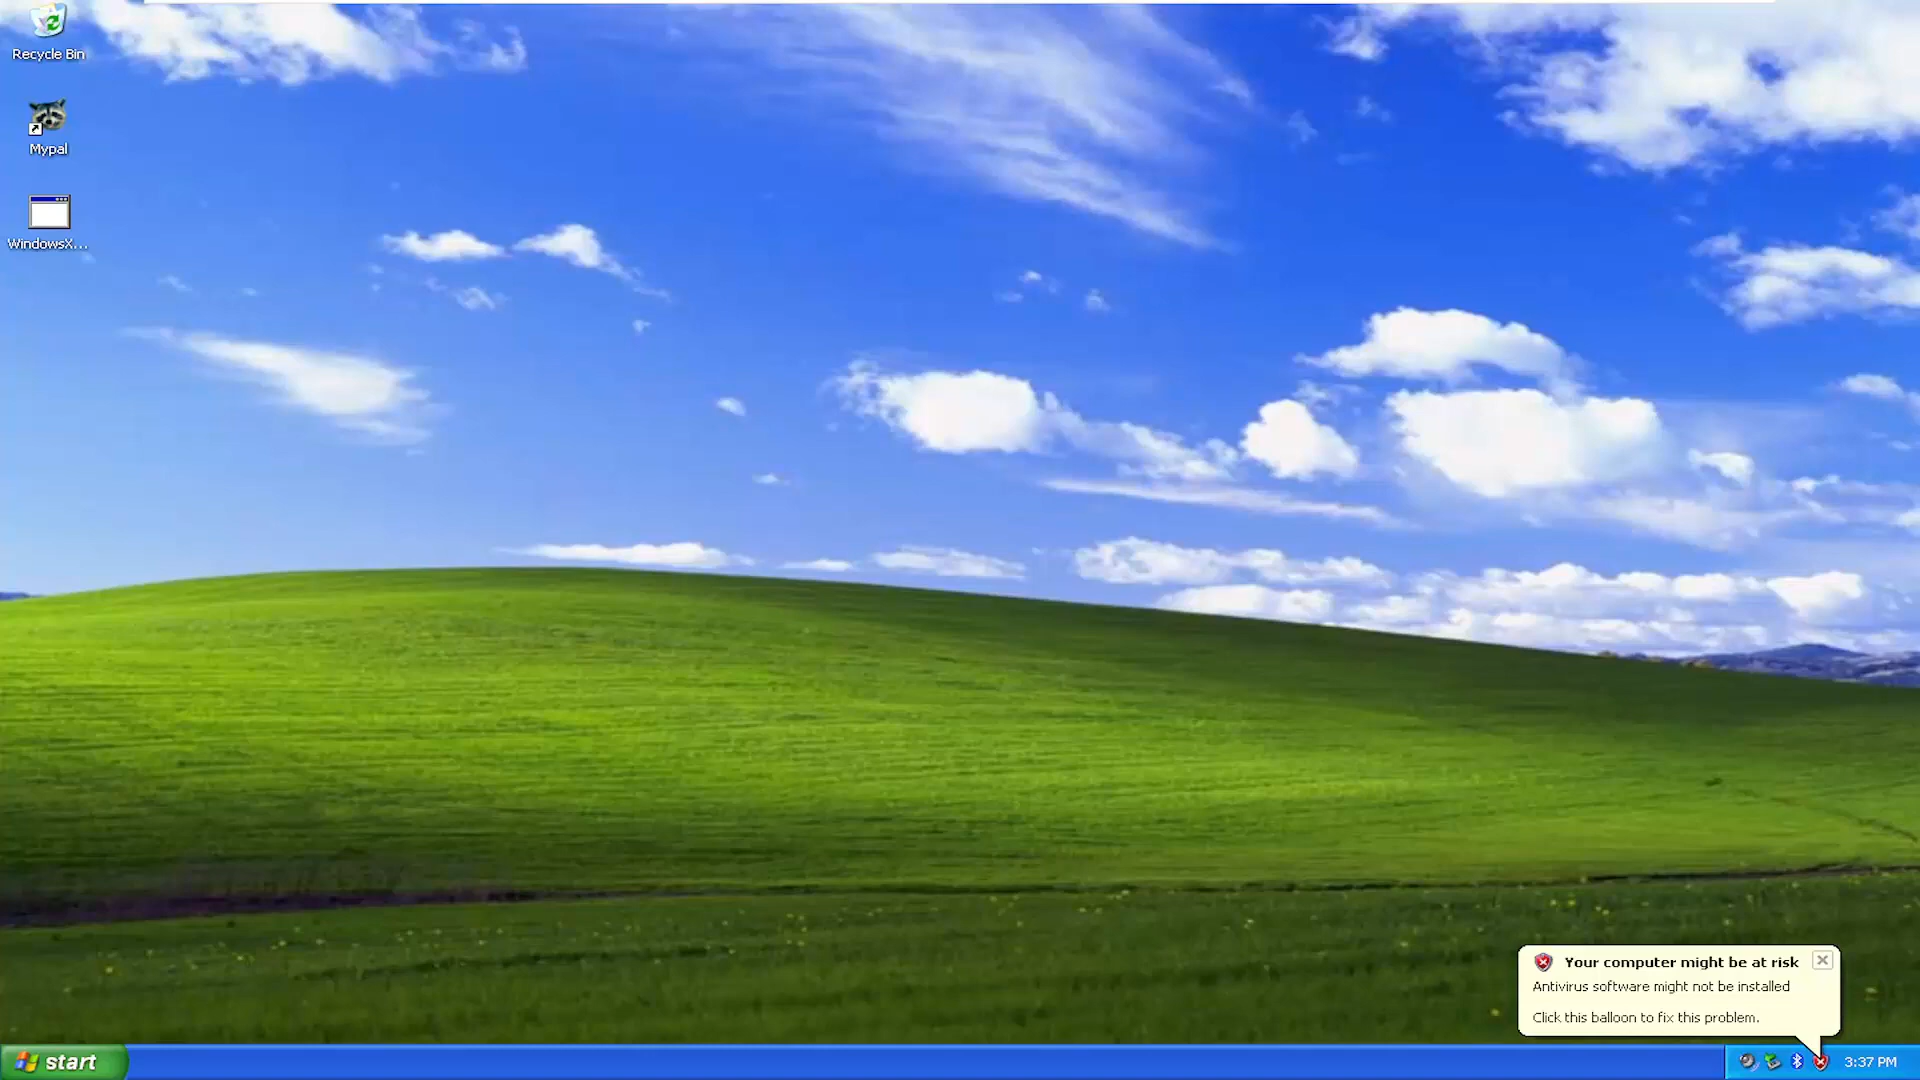 Recycle Bin
Mypal
WindowsX...
Your computer might be at risk
Antivirus software might not be installed
Click this balloon to fix this problem.
start
3:37 PM